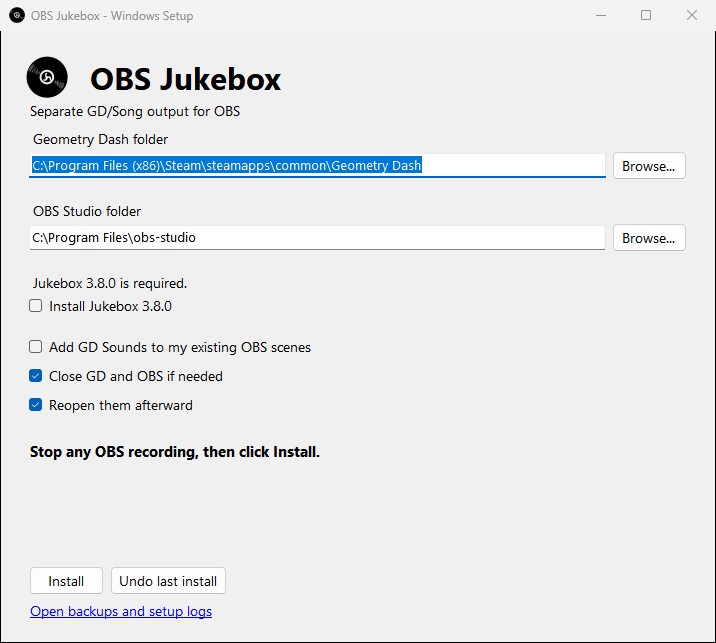 OBS Jukebox - Windows Setup
OBS Jukebox
Separate GD/Song output for OBS
Geometry Dash folder
C:\Program Files (x86)\Steam\steamapps\common\Geometry Dash
Browse...
OBS Studio folder
C:\Program Files\obs-studio
Browse...
Jukebox 3.8.0 is required.
Install Jukebox 3.8.0
Add GD Sounds to my existing OBS scenes
Close GD and OBS if needed
Reopen them afterward
Stop any OBS recording, then click Install.
Install
Undo last install
Open backups and setup logs